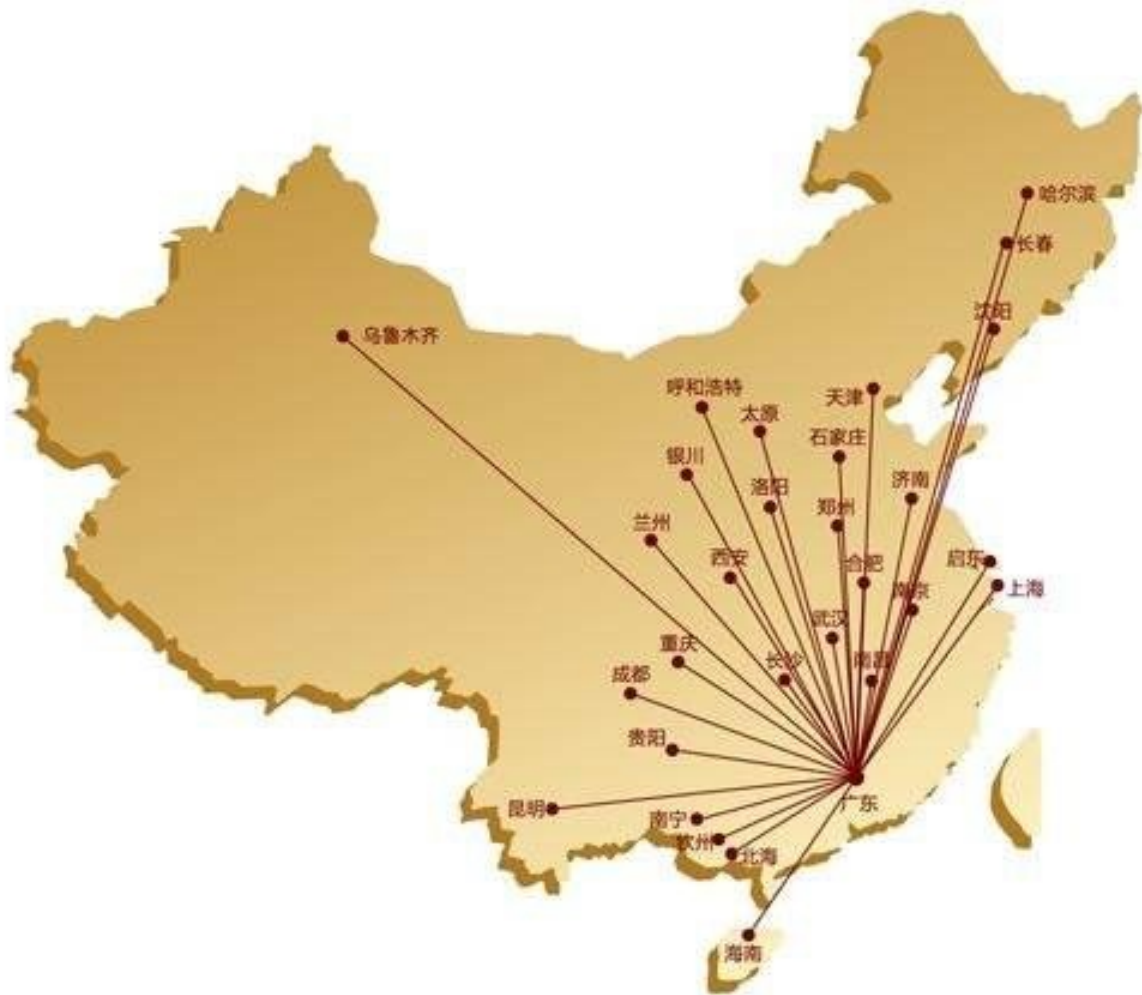 哈尔滨
长春
沈阳
乌鲁木齐
呼和浩特
天津
太原
石家庄
银川
洛阳
济南
郑州
兰州
西安
合肥
启东
上海
南京
武汉
重庆
长沙
南昌
成都
贵阳
广东
昆明
南宁
钦州
北海
海南